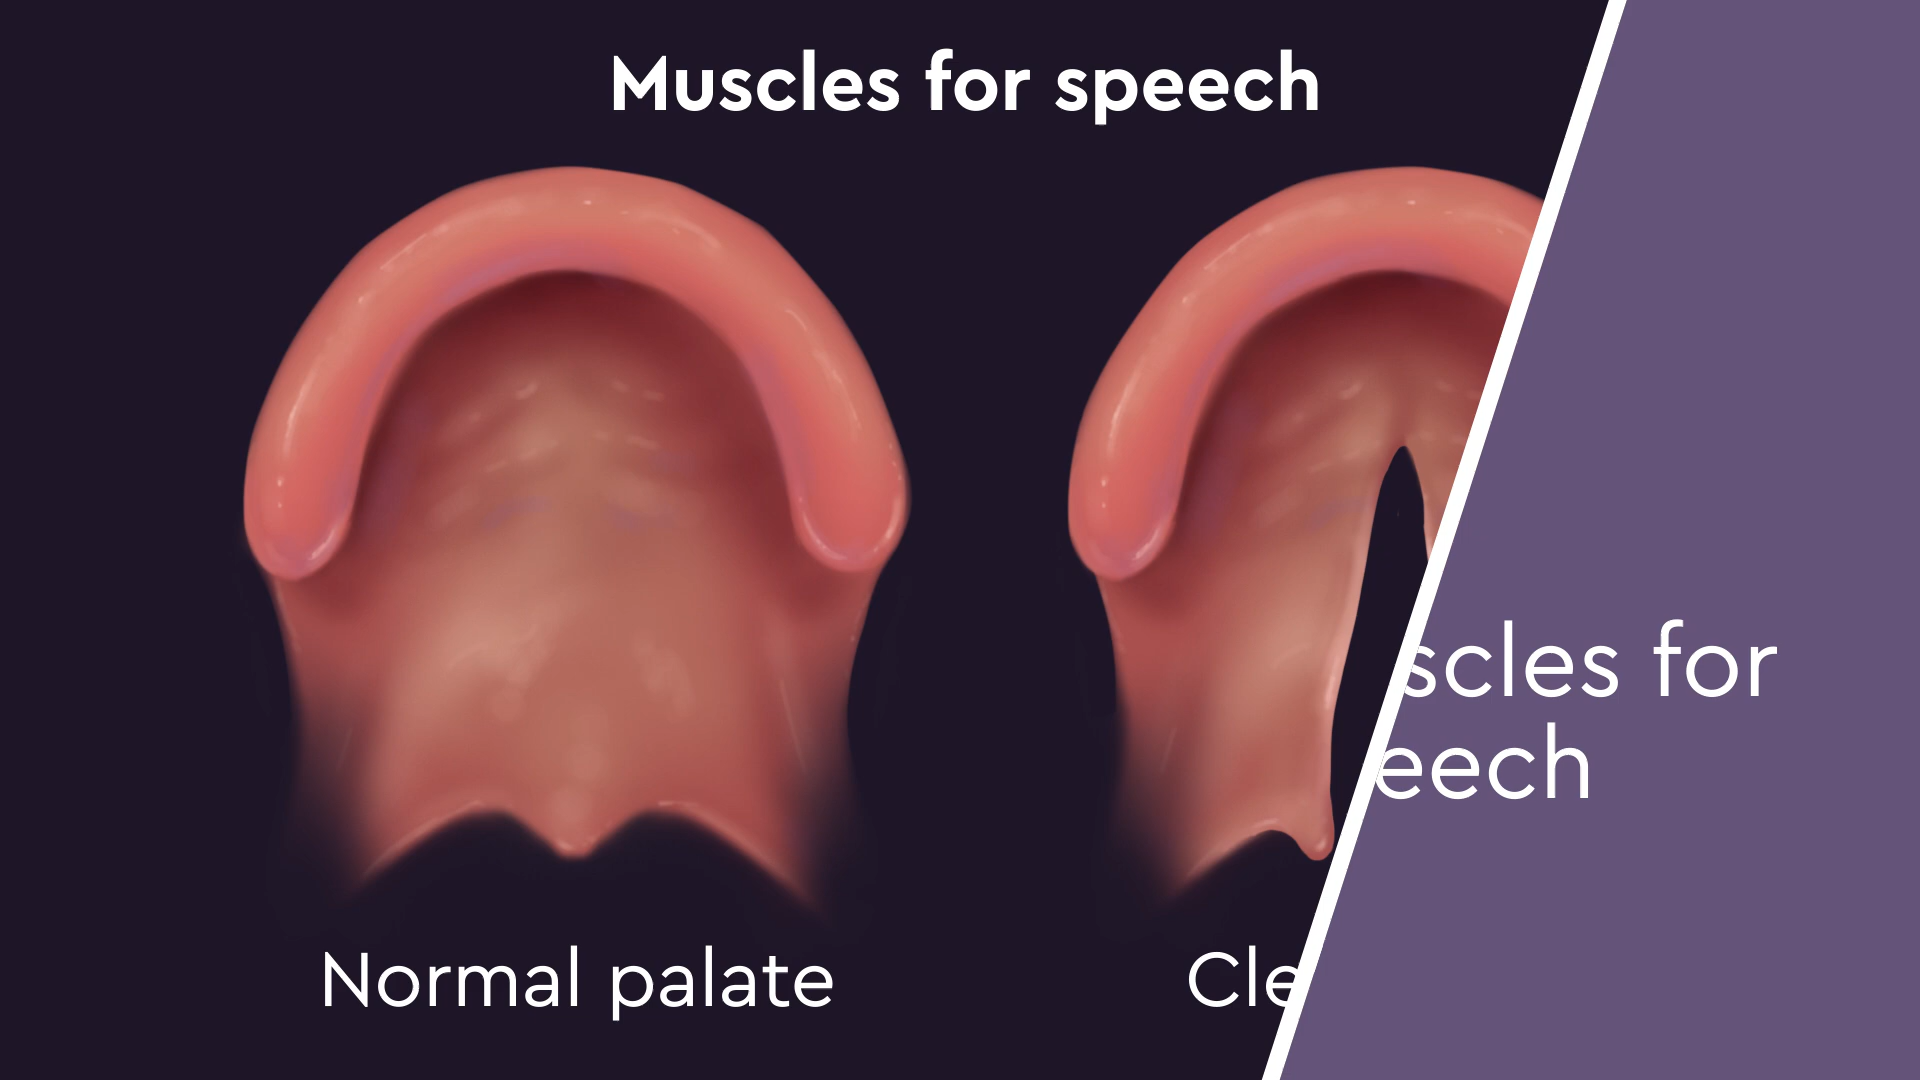 Muscles for speech
scles for
eech
Normal palate
Cle